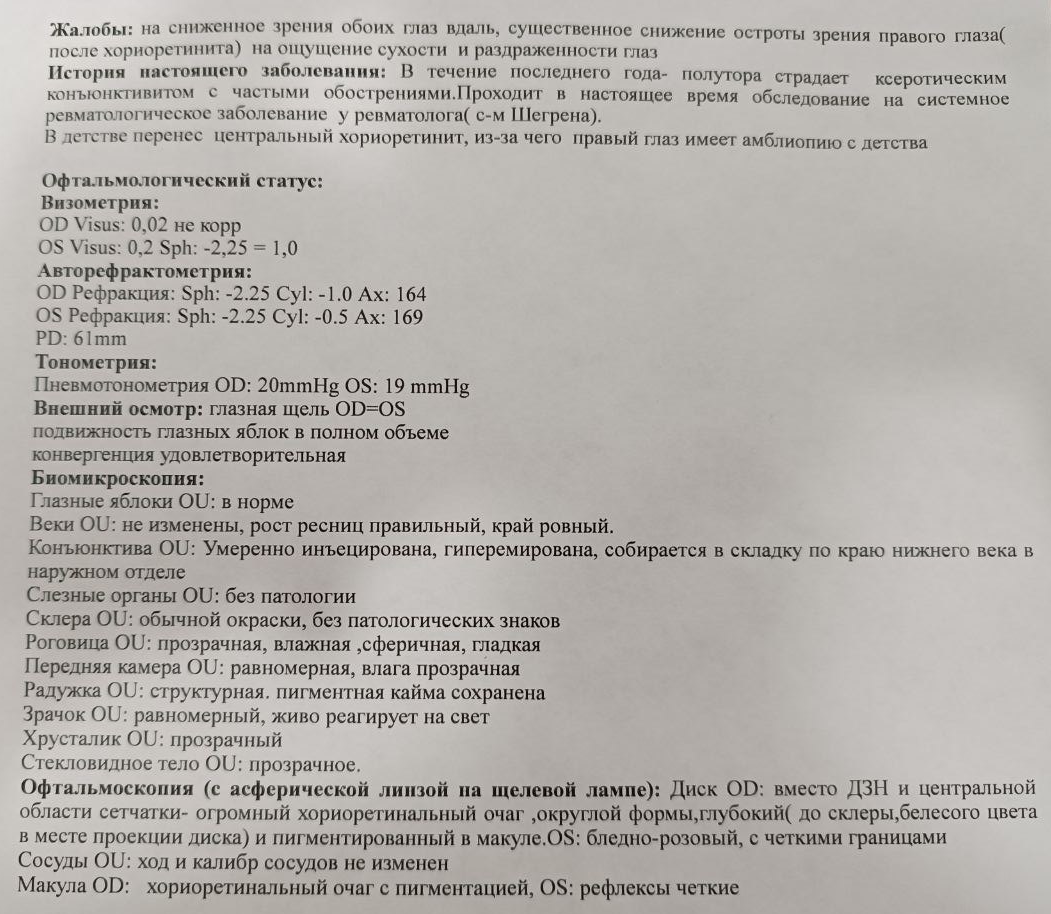 Жалобы: на сниженное зрения обоих глаз вдаль, существенное снижение остроты зрения правого глаза(
после хориоретинита) на ощущение сухости и раздраженности глаз
История настоящего заболевания: В течение последнего года- полутора страдает ксеротическим
конъюнктивитом с частыми обострениями.Проходит в настоящее время обследование на системное
ревматологическое заболевание у ревматолога( с-м Шегрена).
В детстве перенес центральный хориоретинит, из-за чего правый глаз имеет амблиопию с детства
Офтальмологический статус:
Визометрия:
OD Visus: 0,02 не корр
OS Visus: 0,2 Sph: -2,25 = 1,0
Авторефрактометрия:
OD Рефракция: Sph: -2.25 Cyl: -1.0 Ax: 164
OS Рефракция: Sph: -2.25 Cyl: -0.5 Ax: 169
PD: 61mm
Тонометрия:
Пневмотонометрия OD: 20mmHg OS: 19 mmHg
Внешний осмотр: глазная щель OD=OS
подвижность глазных яблок в полном объеме
конвергенция удовлетворительная
Биомикроскопия:
Глазные яблоки OU: в норме
Веки OU: не изменены, рост ресниц правильный, край ровный.
Конъюнктива OU: Умеренно инъецирована, гиперемирована, собирается в складку по краю нижнего века в
наружном отделе
Слезные органы OU: без патологии
Склера OU: обычной окраски, без патологических знаков
Роговица OU: прозрачная, влажная ,сферичная, гладкая
Передняя камера OU: равномерная, влага прозрачная
Радужка OU: структурная. пигментная кайма сохранена
Зрачок OU: равномерный, живо реагирует на свет
Хрусталик OU: прозрачный
Стекловидное тело OU: прозрачное.
Офтальмоскопия (с асферической линзой на щелевой лампе): Диск OD: вместо ДЗН и центральной
области сетчатки- огромный хориоретинальный очаг ,округлой формы,глубокий( до склеры,белесого цвета
в месте проекции диска) и пигментированный в макуле.OS: бледно-розовый, с четкими границами
Сосуды OU: ход и калибр сосудов не изменен
Макула OD: хориоретинальный очаг с пигментацией, OS: рефлексы четкие